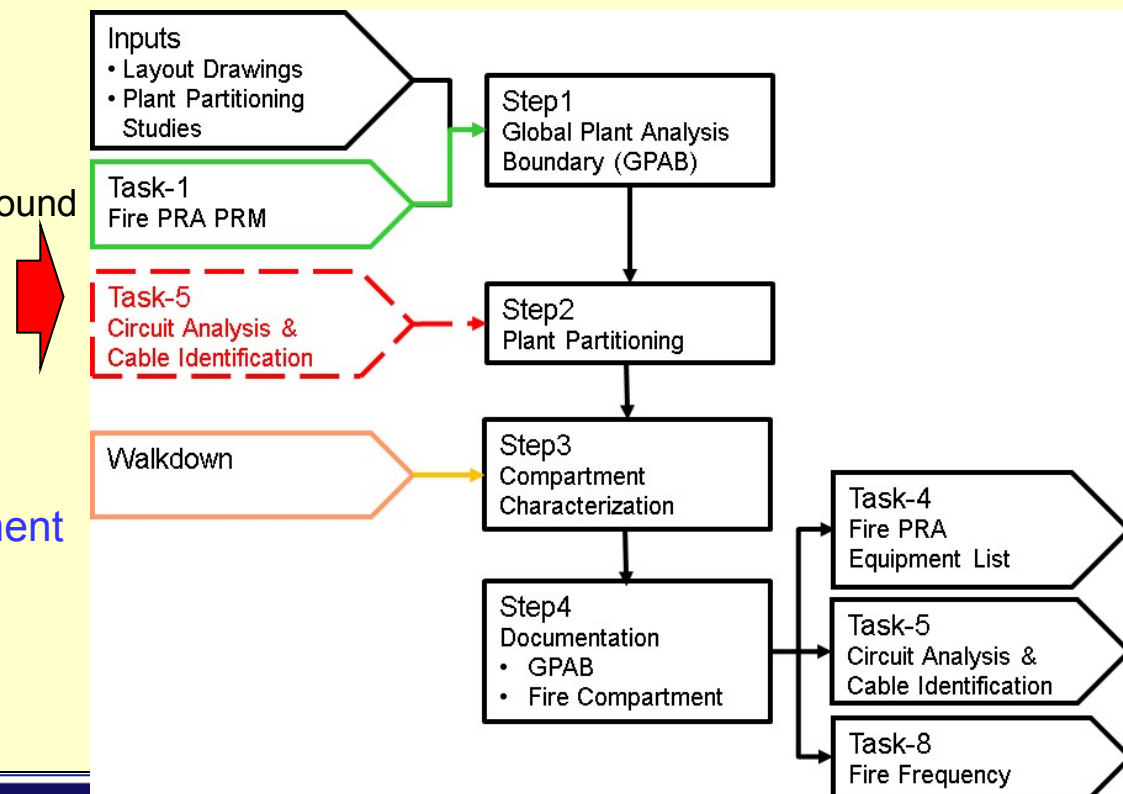 Inputs
• Layout Drawings
• Plant Partitioning
Studies
Step1
Global Plant Analysis
Boundary (GPAB)
Task-1
Fire PRA PRM
Task-5
Circuit Analysis &
Cable Identification
Step2
Plant Partitioning
Walkdown
Step3
Compartment
Characterization
Step4
Documentation
• GPAB
• Fire Compartment
Task-4
Fire PRA
Equipment List
Task-5
Circuit Analysis &
Cable Identification
Task-8
Fire Frequency